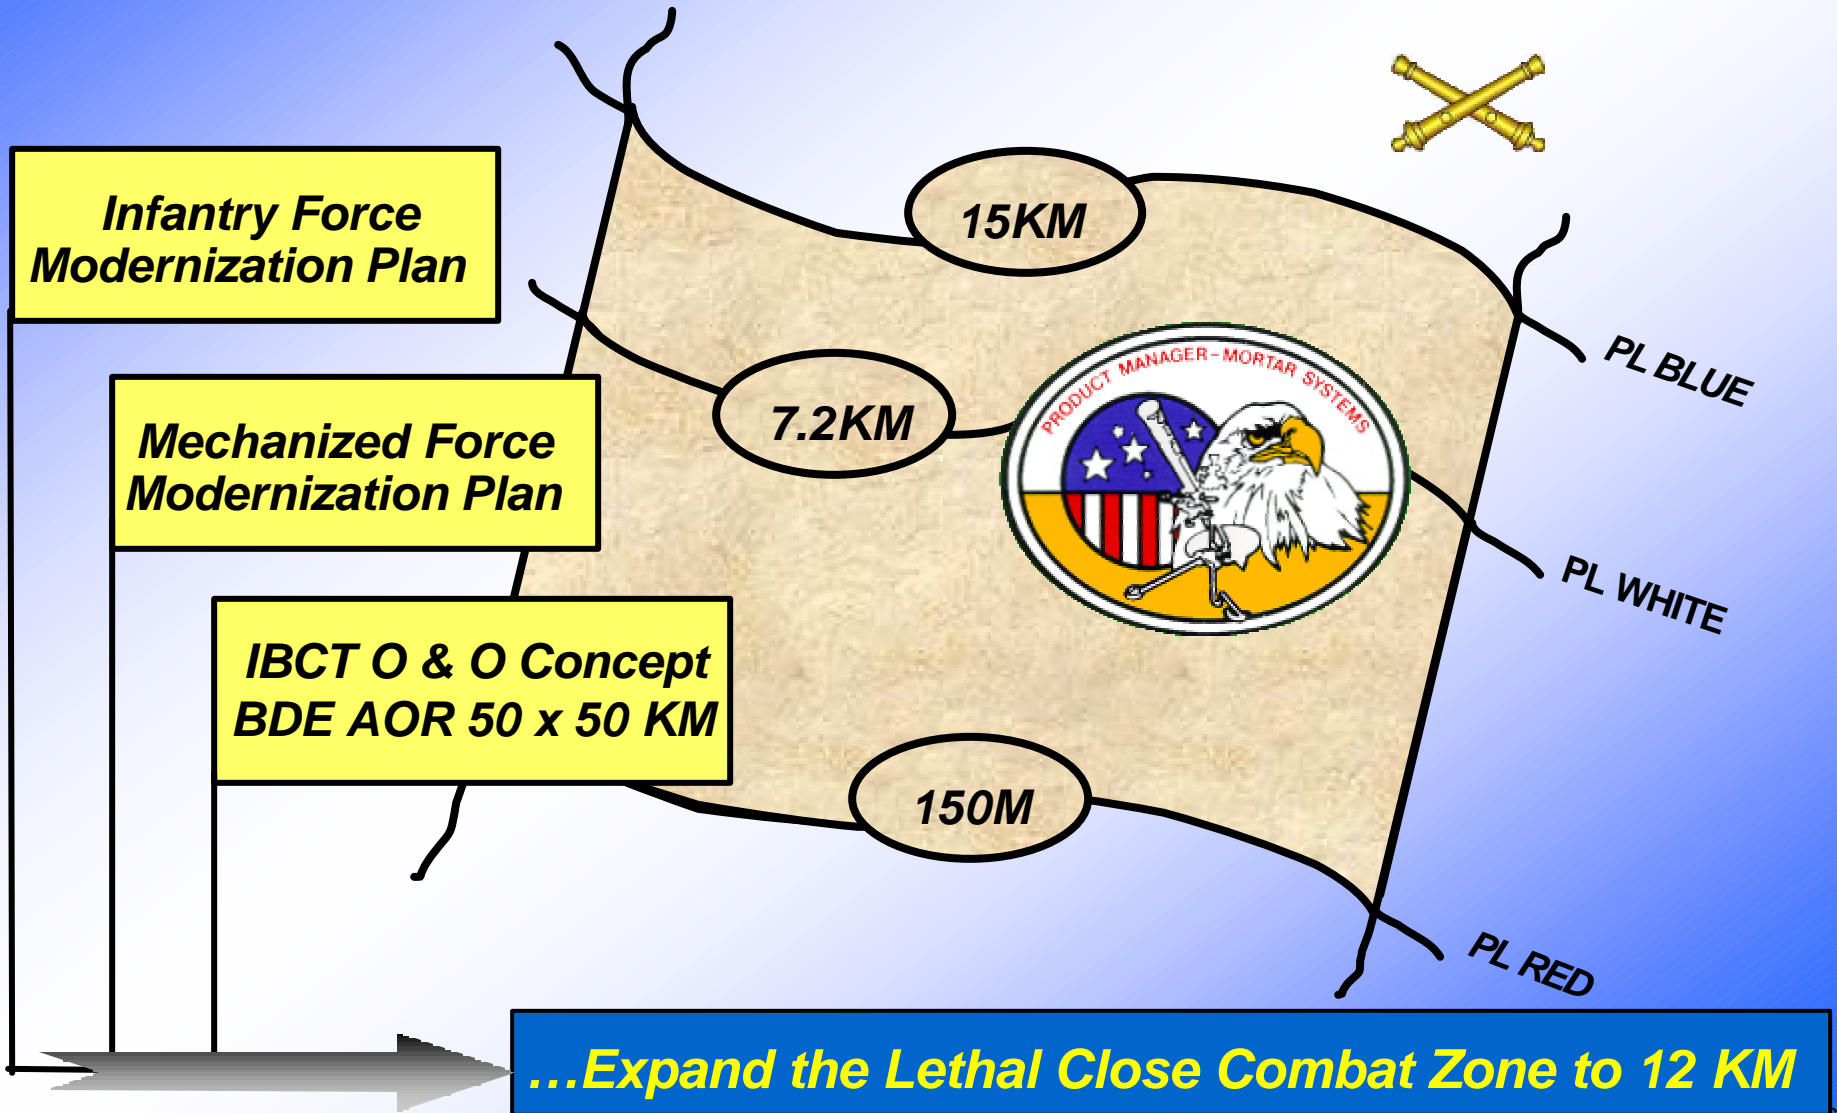 15KM
Infantry Force
Modernization Plan
PL BLUE
PRODUCT MANAGER-MORTAR SYSTEMS
7.2KM
Mechanized Force
Modernization Plan
PL WHITE
IBCT O & O Concept
BDE AOR 50 x 50 KM
150M
PL RED
...Expand the Lethal Close Combat Zone to 12 KM